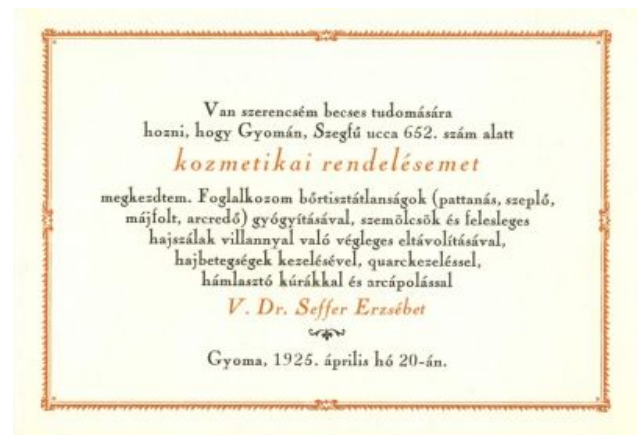 Van szerencsém becses tudomására
hozni, hogy Gyomán, Szegfű ucca 652. szám alatt
kozmetikai rendelésemet
megkezdtem. Foglalkozom bőrtisztátlanságok (pattanás, szeplő,
májfolt, arcredő) gyógyításával, szemölcsök és felesleges
hajszálak villannyal való végleges eltávolításával,
hajbetegségek kezelésével, quarckezeléssel,
hámlasztó kúrákkal és arcápolással
V. Dr. Seffer Erzsébet
Gyoma, 1925. április hó 20-án.